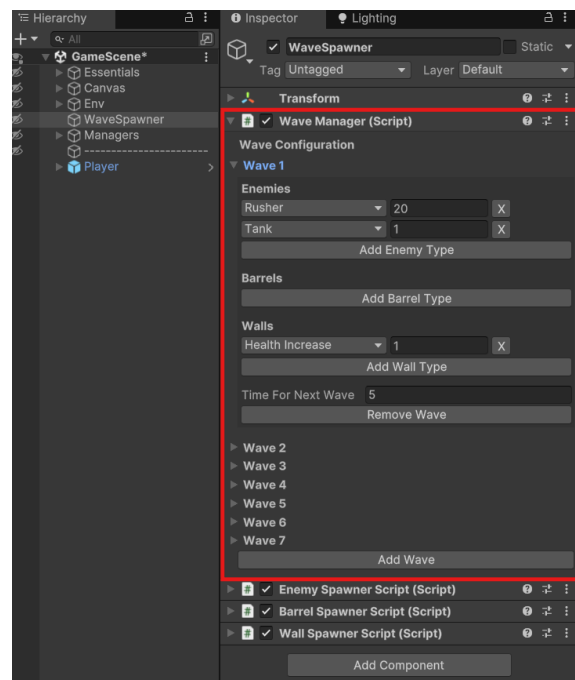 Hierarchy
All
GameScene*
Essentials
Canvas
Env
WaveSpawner
Managers
-----------------------
Player
Inspector
Lighting
WaveSpawner
Static
Tag Untagged Layer Default
Transform
# Wave Manager (Script)
Wave Configuration
Wave 1
Enemies
Rusher 20 X
Tank 1 X
Add Enemy Type
Barrels
Add Barrel Type
Walls
Health Increase 1 X
Add Wall Type
Time For Next Wave 5
Remove Wave
Wave 2
Wave 3
Wave 4
Wave 5
Wave 6
Wave 7
Add Wave
# Enemy Spawner Script (Script)
# Barrel Spawner Script (Script)
# Wall Spawner Script (Script)
Add Component